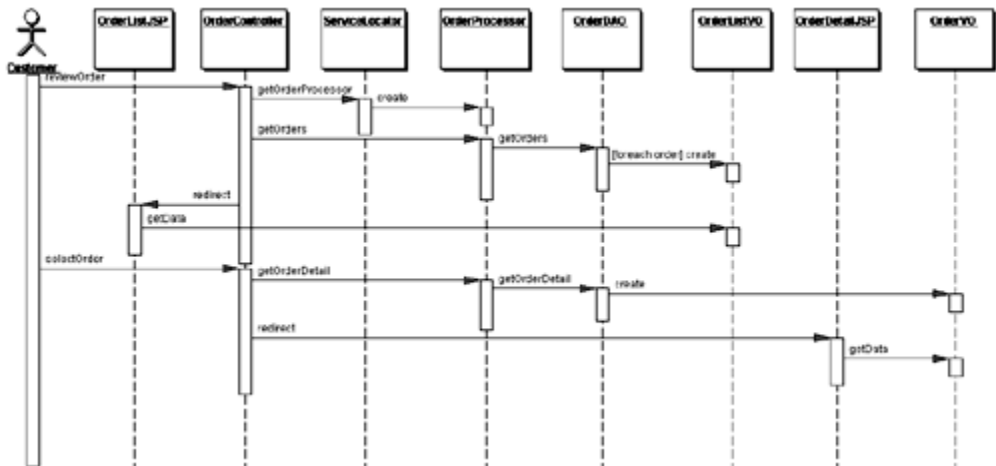 OrderListJSP OrderController ServiceLocator OrderProcessor OrderDAO OrderListVO OrderDetailJSP OrderVO
Customer
reviewOrder
getOrderProcessor
create
getOrders
getOrders
[foreach order] create
redirect
getData
selectOrder
getOrderDetail
getOrderDetail
create
redirect
getData